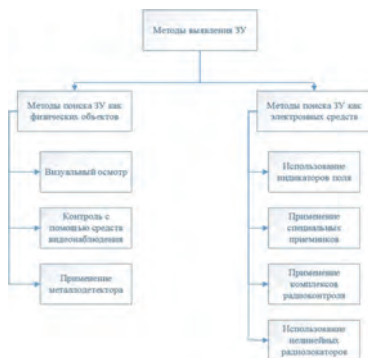 Методы выявления ЗУ
Методы поиска ЗУ как
физических объектов
Визуальный осмотр
Контроль с
помощью средств
видеонаблюдения
Применение
металлодетектора
Методы поиска ЗУ как
электронных средств
Использование
индикаторов поля
Применение
специальных
приемников
Применение
комплексов
радиоконтроля
Использование
нелинейных
радиолокаторов